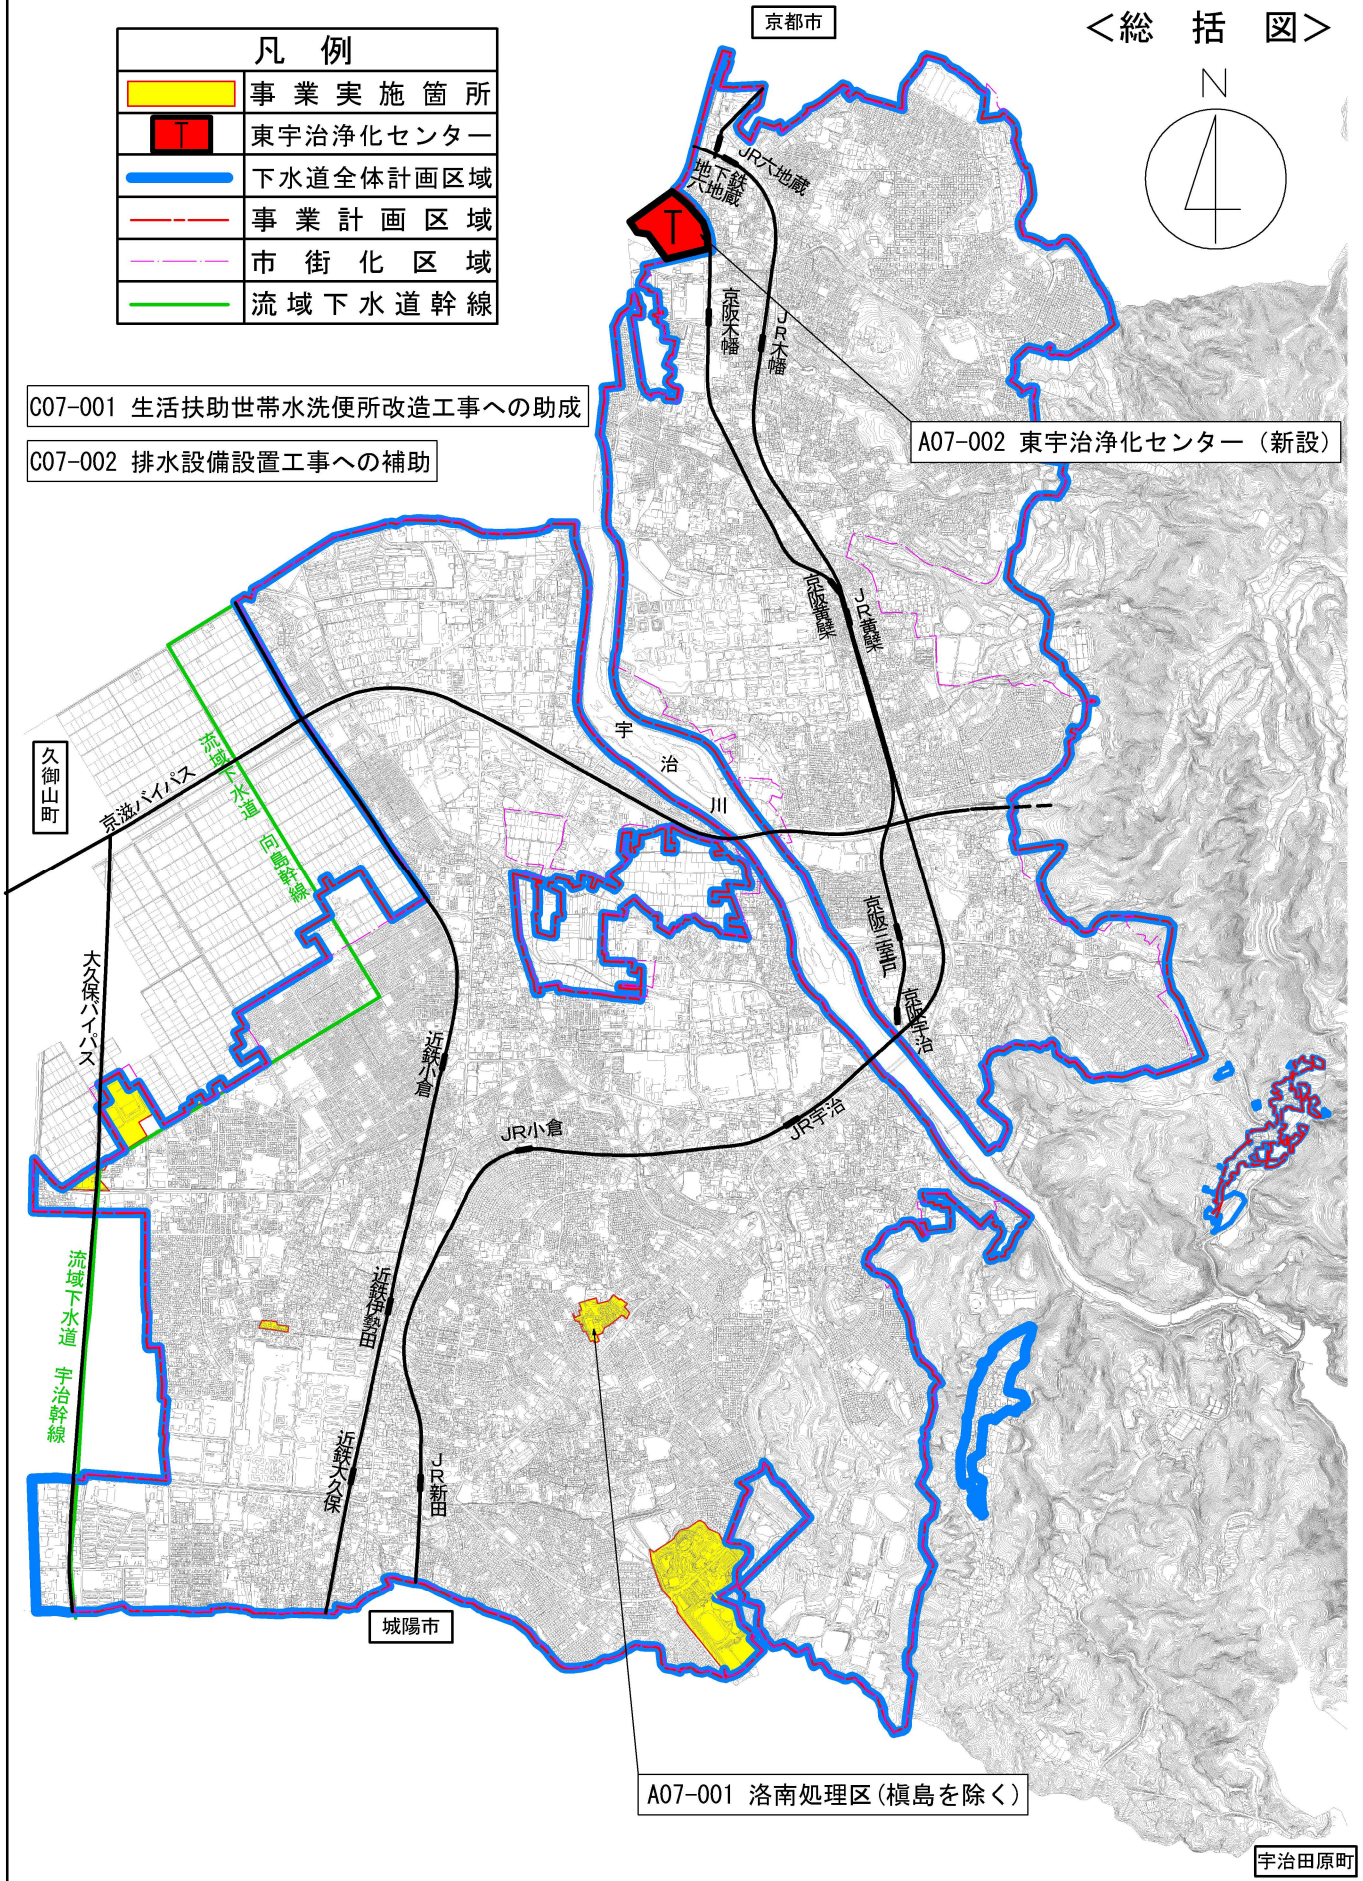 京都市
<総 括 図>
N
凡 例
事業実施箇所
T
東宇治浄化センター
下水道全体計画区域
事業計画区域
市街化区域
流域下水道幹線
JR六地蔵
地下鉄
六地蔵
T
京阪木幡
JR木幡
C07-001 生活扶助世帯水洗便所改造工事への助成
C07-002 排水設備設置工事への補助
A07-002 東宇治浄化センター（新設）
京阪黄檗
JR黄檗
宇治川
久御山町
京滋バイパス
流域下水道 向島幹線
大久保バイパス
京阪三室戸
京阪宇治
近鉄小倉
JR小倉
JR宇治
流域下水道 宇治幹線
近鉄伊勢田
近鉄大久保
JR新田
城陽市
A07-001 洛南処理区(槇島を除く)
宇治田原町